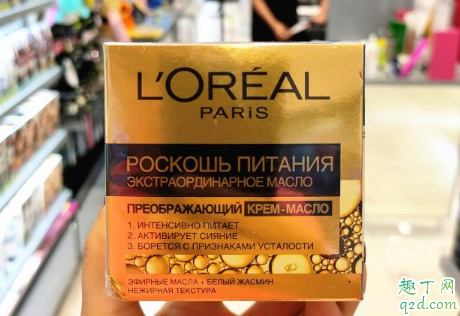 L'ORÉAL
PARIS
РОСКОШЬ ПИТАНИЯ
ЭКСТРАОРДИНАРНОЕ МАСЛО
ПРЕОБРАЖАЮЩИЙ КРЕМ-МАСЛО
1. ИНТЕНСИВНО ПИТАЕТ
2. АКТИВИРУЕТ СИЯНИЕ
3. БОРЕТСЯ С ПРИЗНАКАМИ УСТАЛОСТИ
ЭФИРНЫЕ МАСЛА + БЕЛЫЙ ЖАСМИН
НЕЖИРНАЯ ТЕКСТУРА
趣丁网
q2d.com